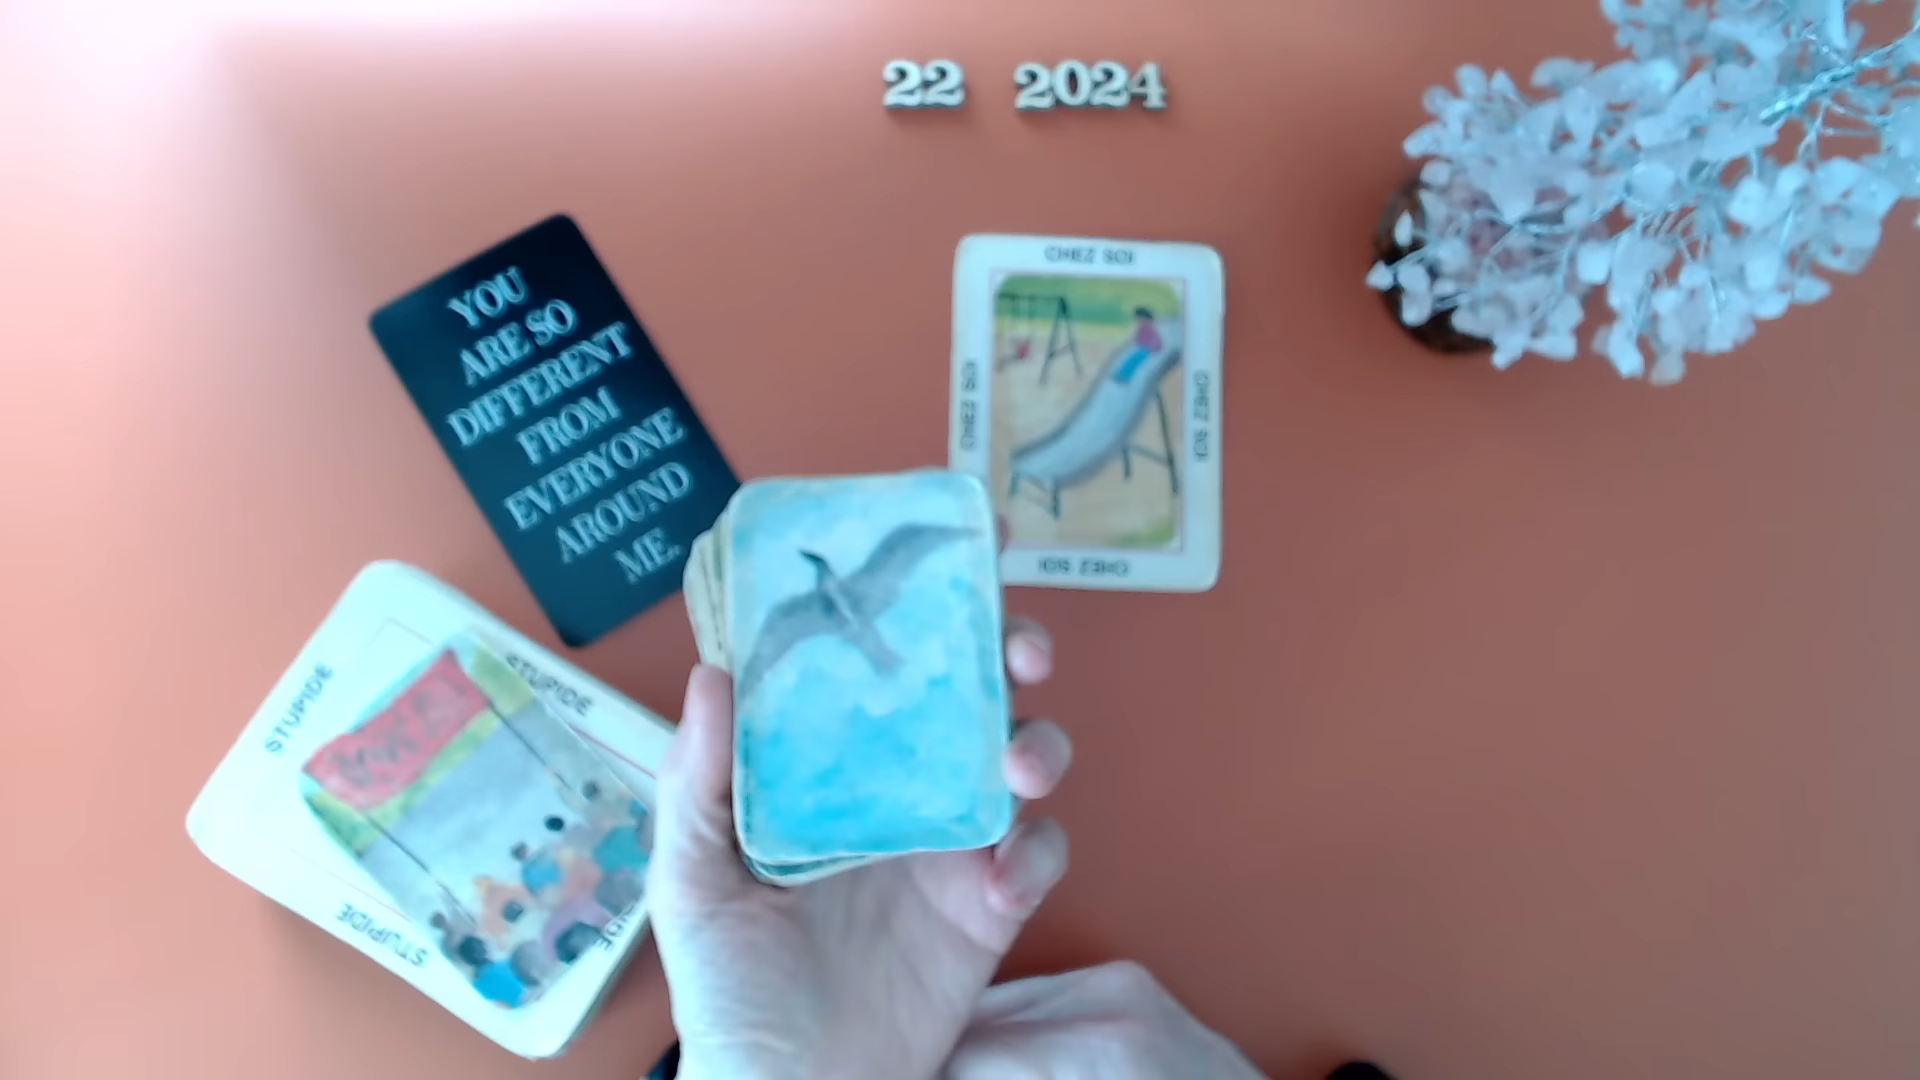 22 2024
YOU
ARE SO
DIFFERENT
FROM
EVERYONE
AROUND
ME.
CHEZ SOI
CHEZ SOI
CHEZ SOI
CHEZ SOI
STUPIDE
STUPIDE
STUPIDE